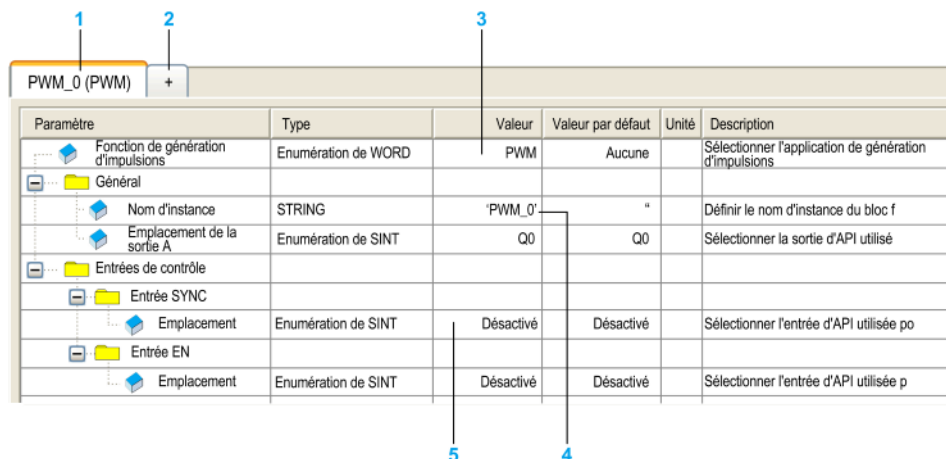 1 2 3
PWM_0 (PWM) +
Paramètre Type Valeur Valeur par défaut Unité Description
Fonction de génération d'impulsions Enumération de WORD PWM Aucune Sélectionner l'application de génération d'impulsions
Général
Nom d'instance STRING 'PWM_0' " Définir le nom d'instance du bloc f
Emplacement de la sortie A Enumération de SINT Q0 Q0 Sélectionner la sortie d'API utilisé
Entrées de contrôle
Entrée SYNC
Emplacement Enumération de SINT Désactivé Désactivé Sélectionner l'entrée d'API utilisée po
Entrée EN
Emplacement Enumération de SINT Désactivé Désactivé Sélectionner l'entrée d'API utilisée p
5 4